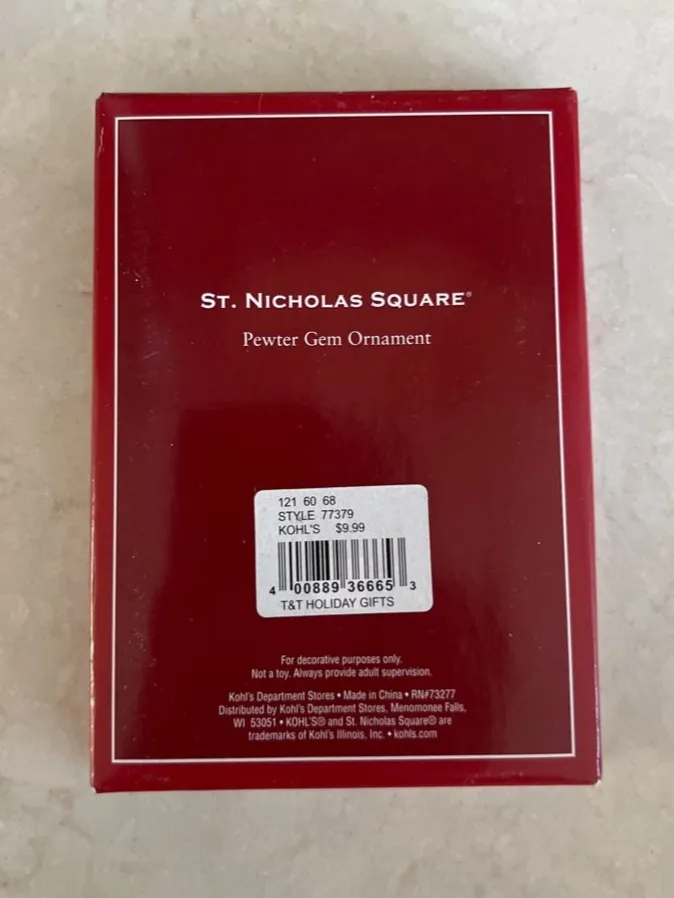 ST. NICHOLAS SQUARE®
Pewter Gem Ornament
121 60 68
STYLE 77379
KOHL'S $9.99
4 00889 36665 3
T&T HOLIDAY GIFTS
For decorative purposes only.
Not a toy. Always provide adult supervision.
Kohl's Department Stores • Made in China • RN#73277
Distributed by Kohl's Department Stores, Menomonee Falls,
WI 53051 • KOHL'S® and St. Nicholas Square® are
trademarks of Kohl's Illinois, Inc. • kohls.com